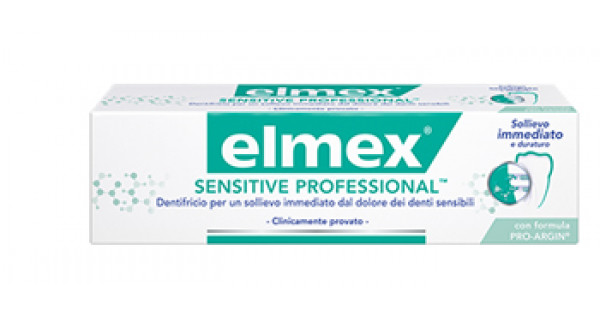 elmex®
SENSITIVE PROFESSIONAL™
Dentifricio per un sollievo immediato dal dolore dei denti sensibili
- Clinicamente provato -
Sollievo
immediato
e duraturo
con formula
PRO-ARGIN®